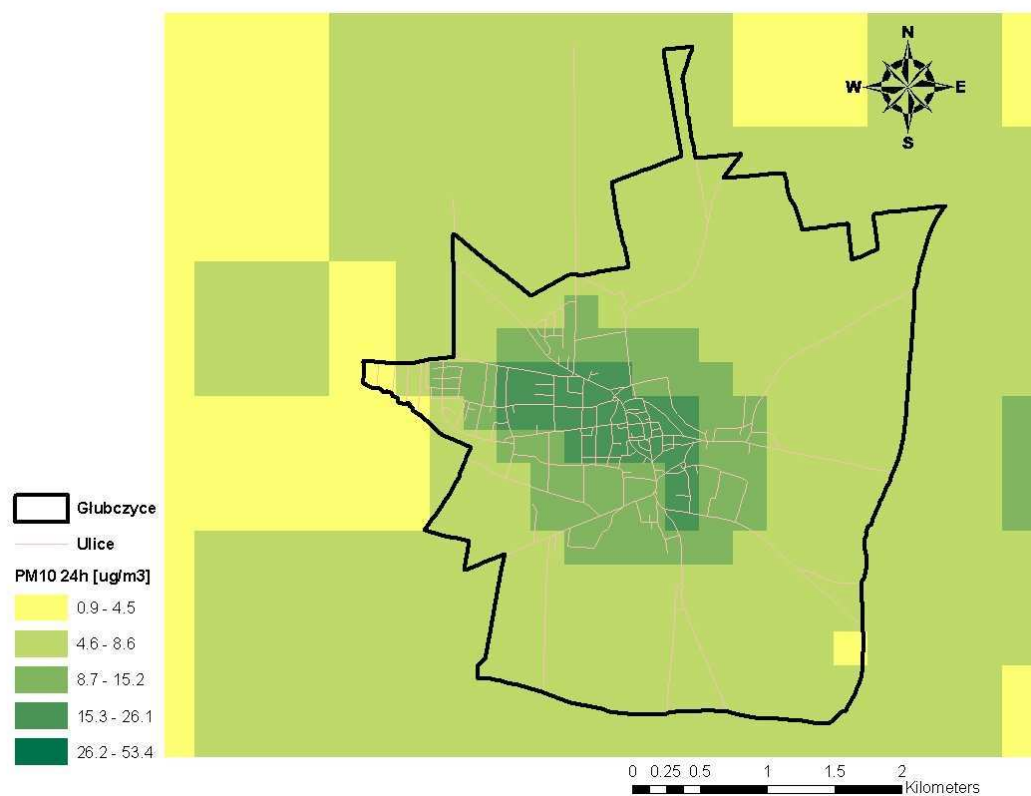 N
W E
S
Głubczyce
Ulice
PM10 24h [ug/m3]
0.9 - 4.5
4.6 - 8.6
8.7 - 15.2
15.3 - 26.1
26.2 - 53.4
0 0.25 0.5 1 1.5 2
Kilometers